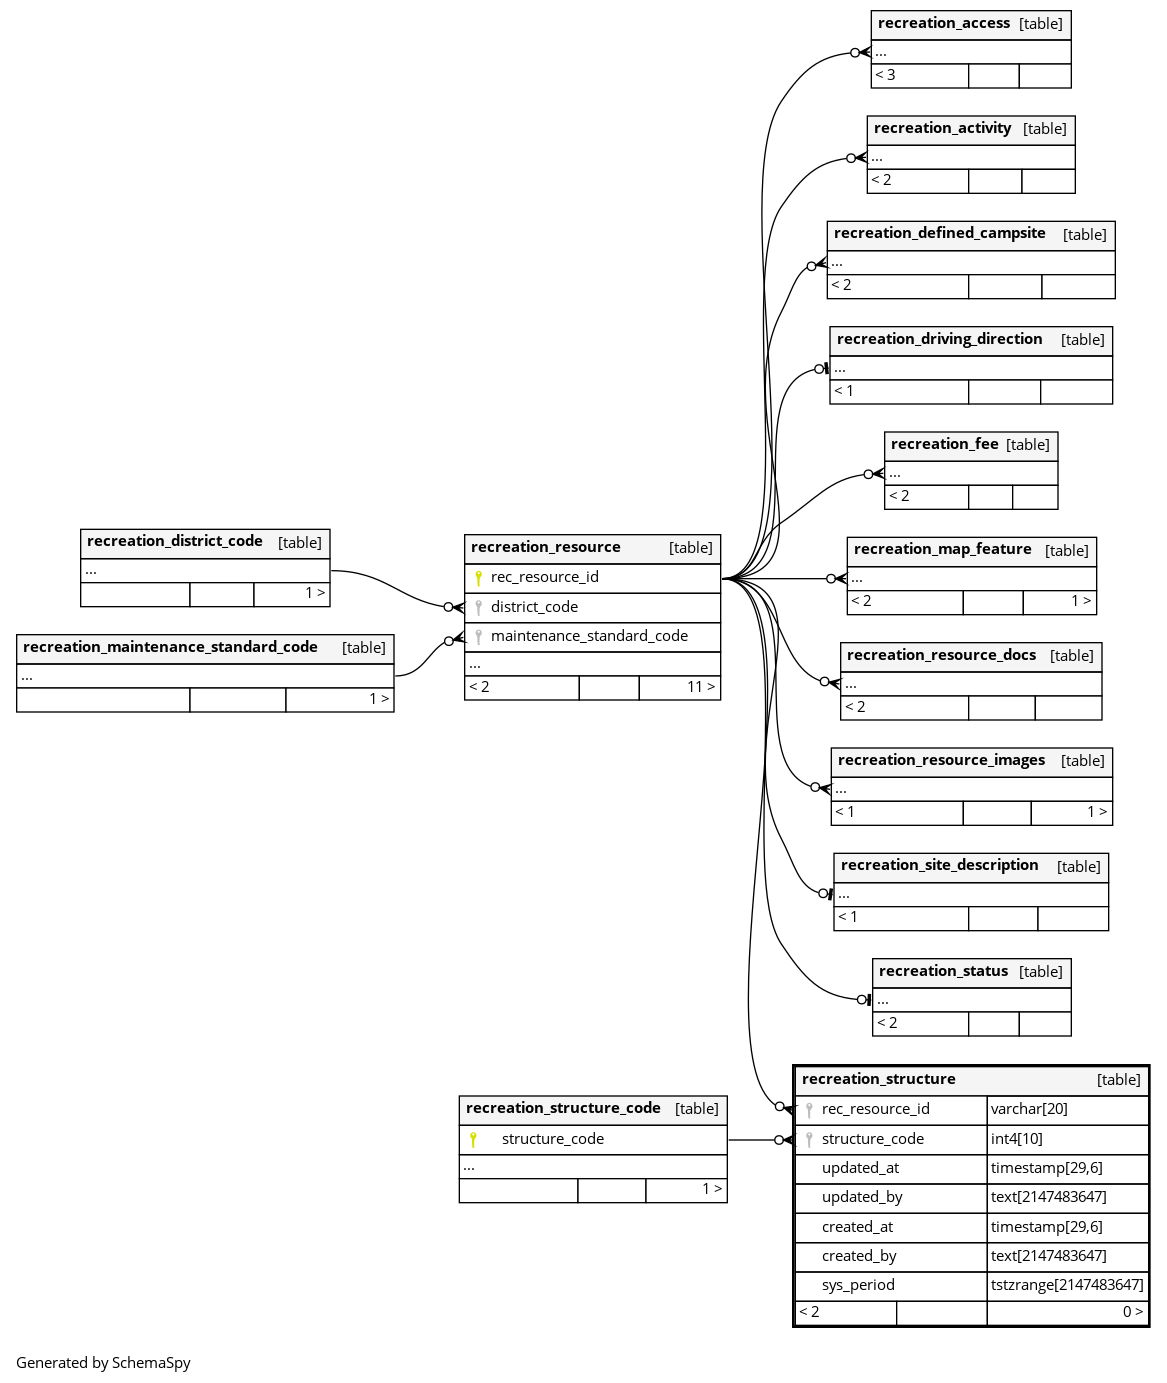 recreation_access [table]
...
< 3
recreation_activity [table]
...
< 2
recreation_defined_campsite [table]
...
< 2
recreation_driving_direction [table]
...
< 1
recreation_fee [table]
...
< 2
recreation_district_code [table]
...
1 >
recreation_maintenance_standard_code [table]
...
1 >
recreation_resource [table]
rec_resource_id
district_code
maintenance_standard_code
...
< 2 11 >
recreation_map_feature [table]
...
< 2 1 >
recreation_resource_docs [table]
...
< 2
recreation_resource_images [table]
...
< 1 1 >
recreation_site_description [table]
...
< 1
recreation_status [table]
...
< 2
recreation_structure_code [table]
structure_code
...
1 >
recreation_structure [table]
rec_resource_id varchar[20]
structure_code int4[10]
updated_at timestamp[29,6]
updated_by text[2147483647]
created_at timestamp[29,6]
created_by text[2147483647]
sys_period tstzrange[2147483647]
< 2 0 >
Generated by SchemaSpy